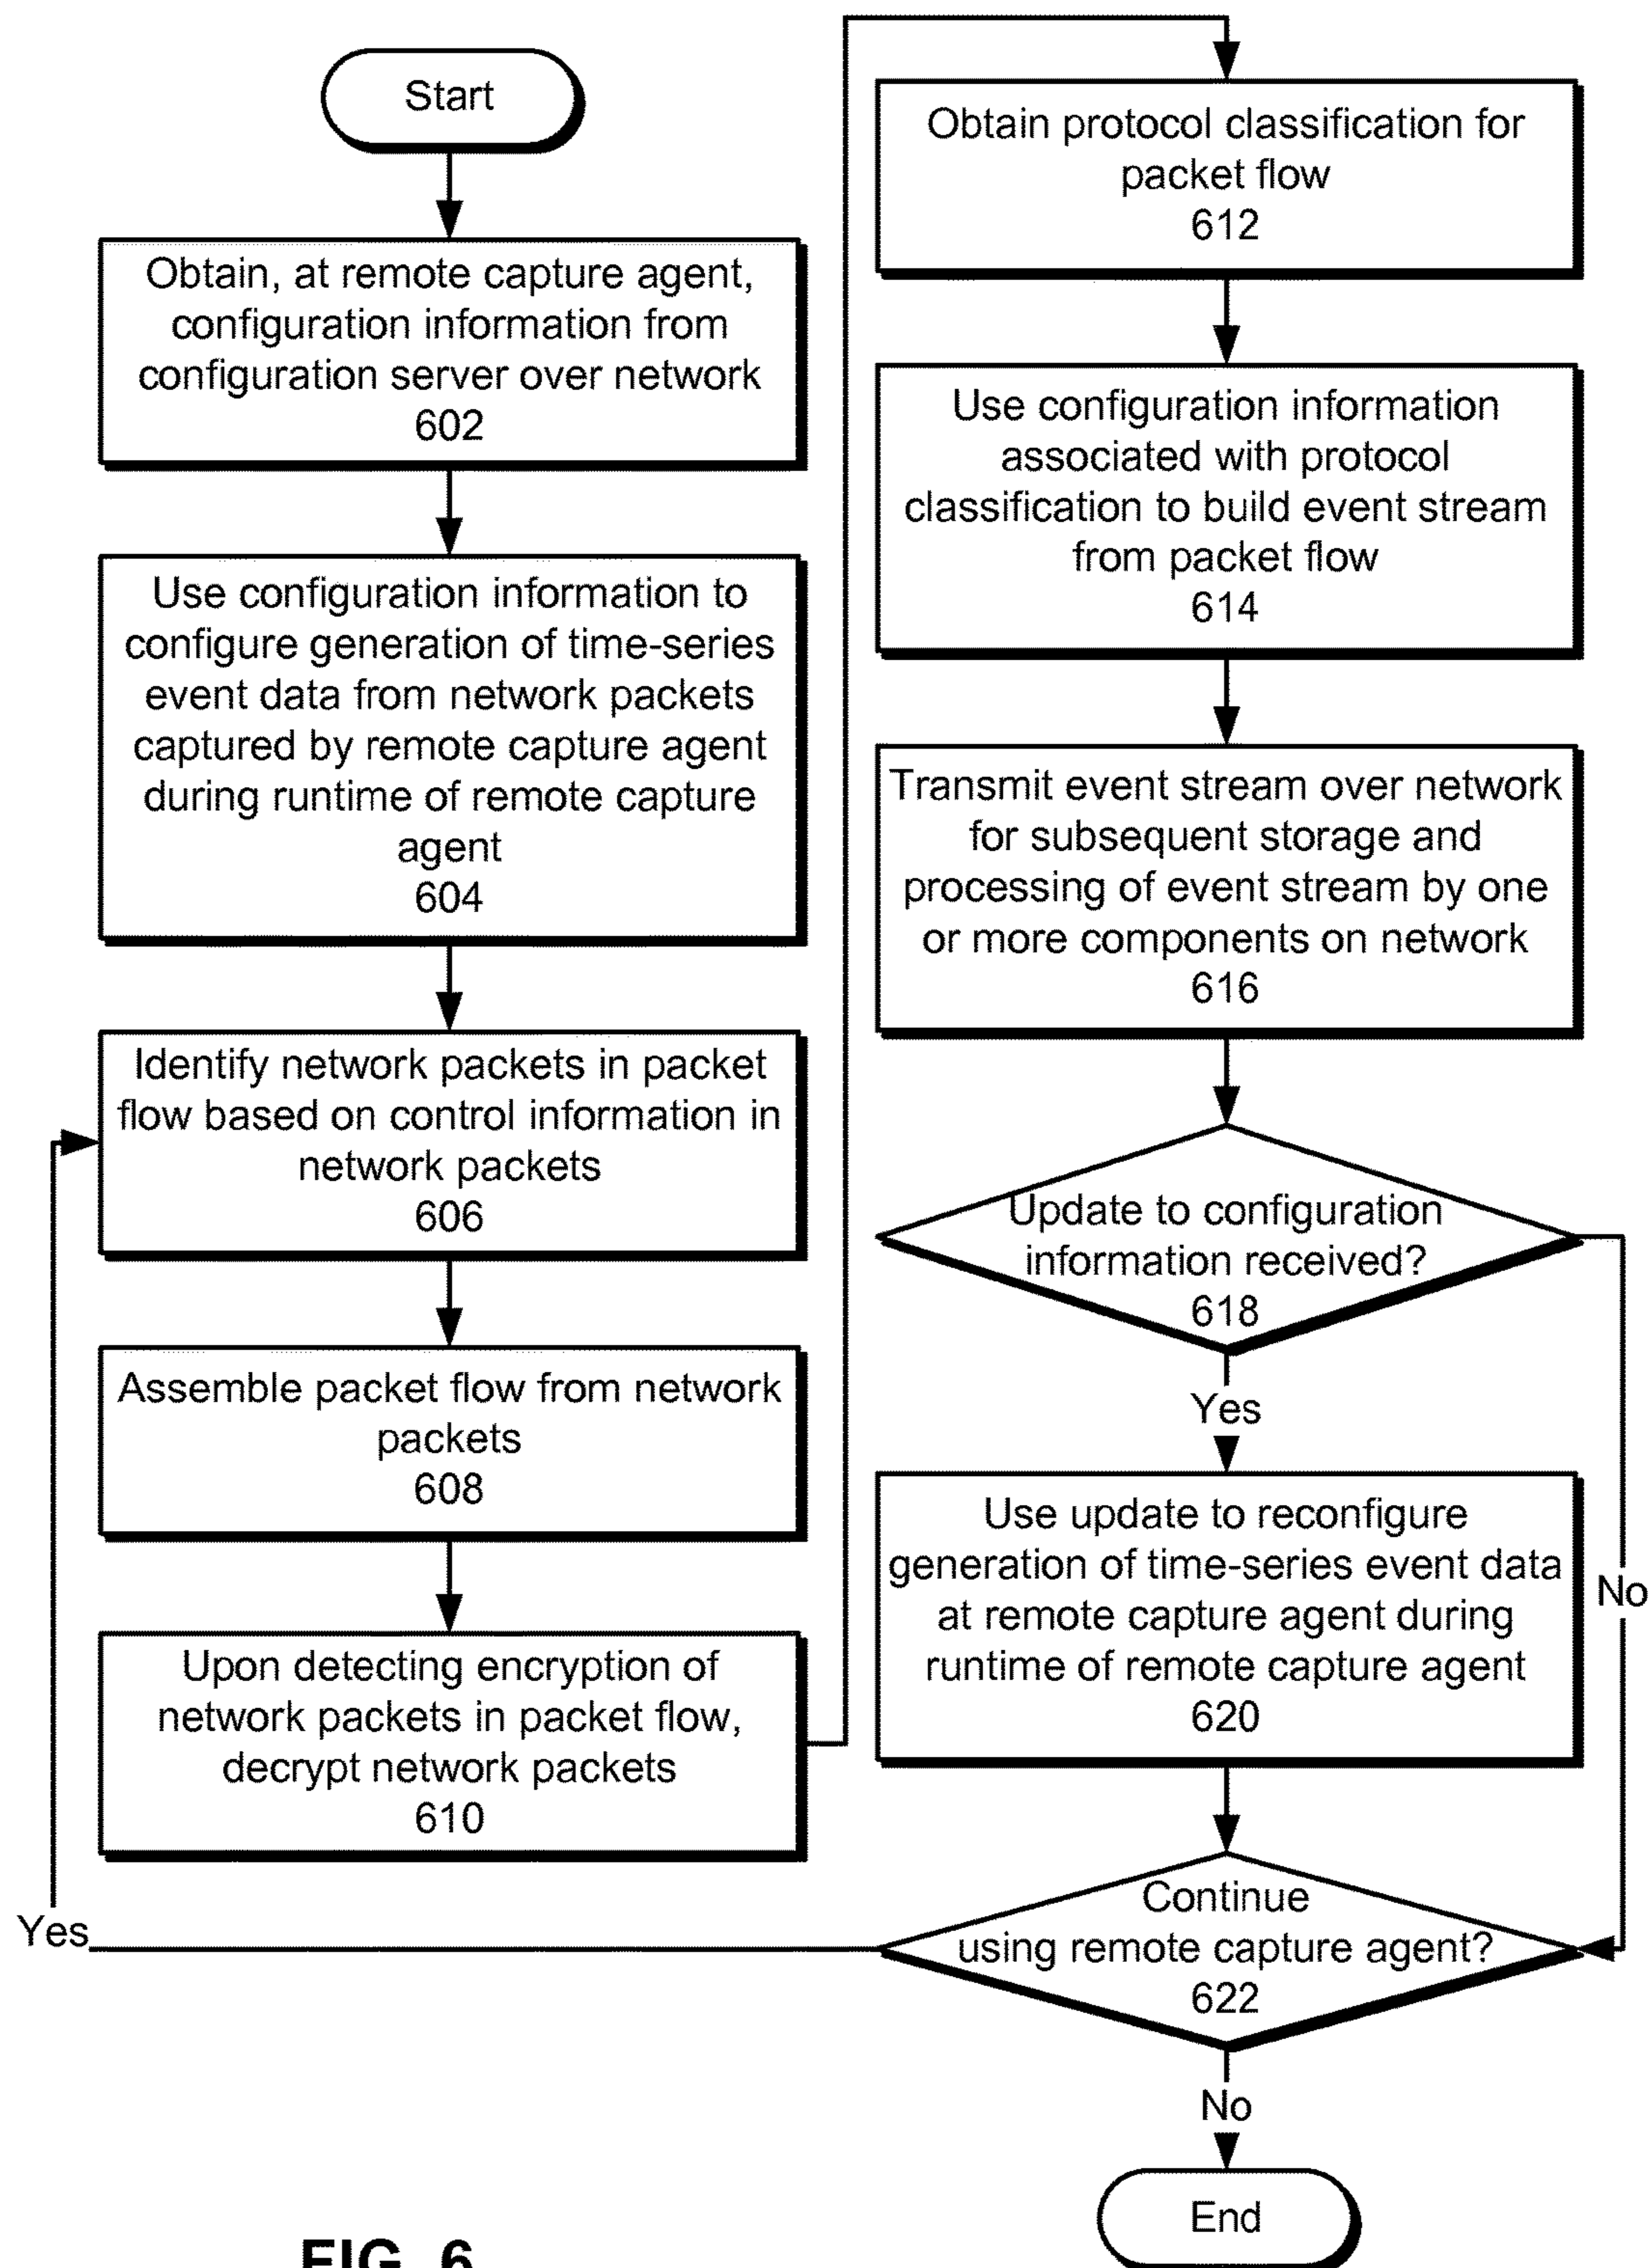 Start
Obtain, at remote capture agent,
configuration information from
configuration server over network
602
Use configuration information to
configure generation of time-series
event data from network packets
captured by remote capture agent
during runtime of remote capture
agent
604
Identify network packets in packet
flow based on control information in
network packets
606
Assemble packet flow from network
packets
608
Upon detecting encryption of
network packets in packet flow,
decrypt network packets
610
Obtain protocol classification for
packet flow
612
Use configuration information
associated with protocol
classification to build event stream
from packet flow
614
Transmit event stream over network
for subsequent storage and
processing of event stream by one
or more components on network
616
Update to configuration
information received?
618
Yes
No
Use update to reconfigure
generation of time-series event data
at remote capture agent during
runtime of remote capture agent
620
Continue
using remote capture agent?
622
Yes
No
End
FIG. 6